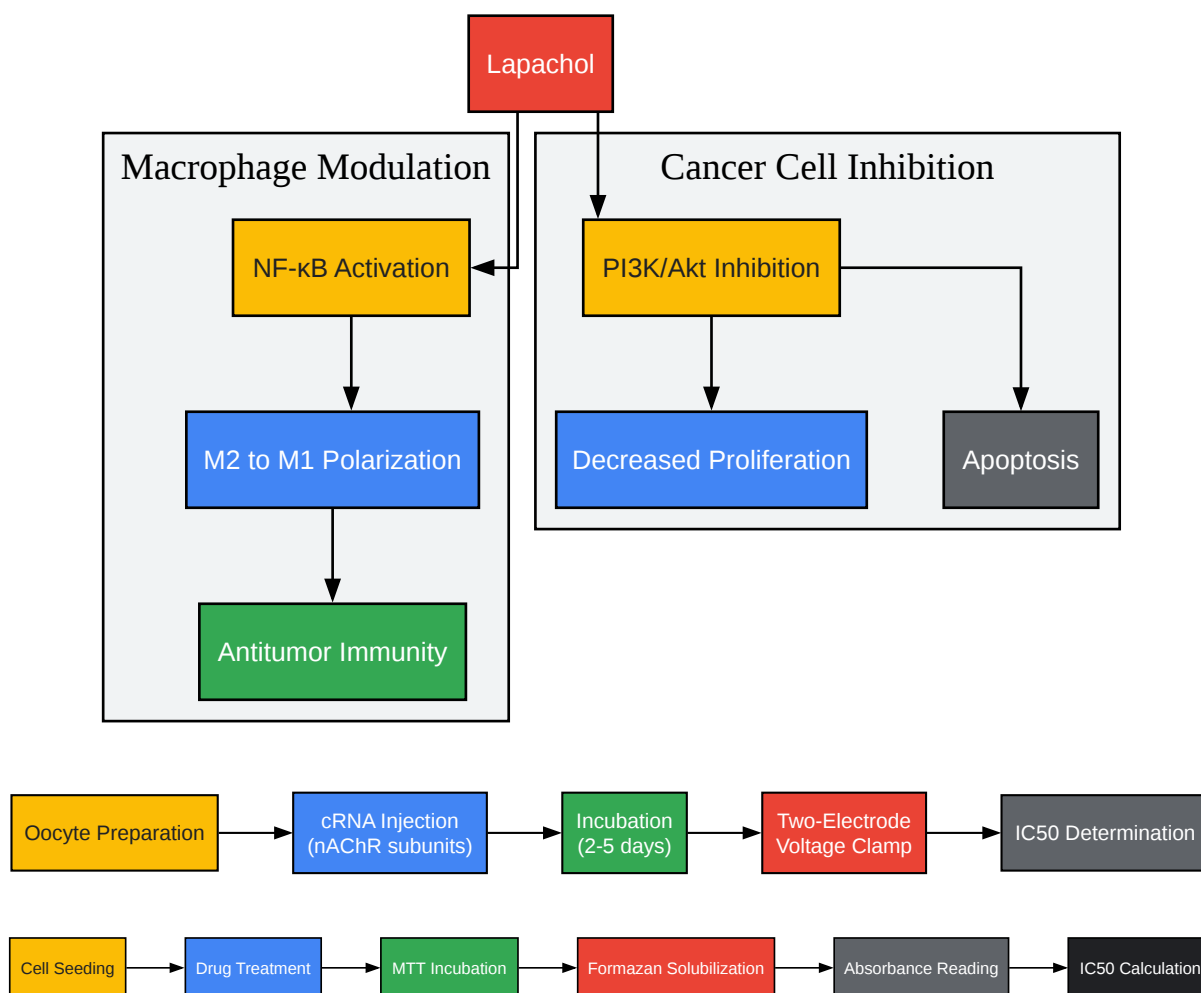 Lapachol
Macrophage Modulation
Cancer Cell Inhibition
NF-κB Activation
PI3K/Akt Inhibition
M2 to M1 Polarization
Decreased Proliferation
Apoptosis
Antitumor Immunity
Oocyte Preparation
cRNA Injection
(nAChR subunits)
Incubation
(2-5 days)
Two-Electrode
Voltage Clamp
IC50 Determination
Cell Seeding
Drug Treatment
MTT Incubation
Formazan Solubilization
Absorbance Reading
IC50 Calculation